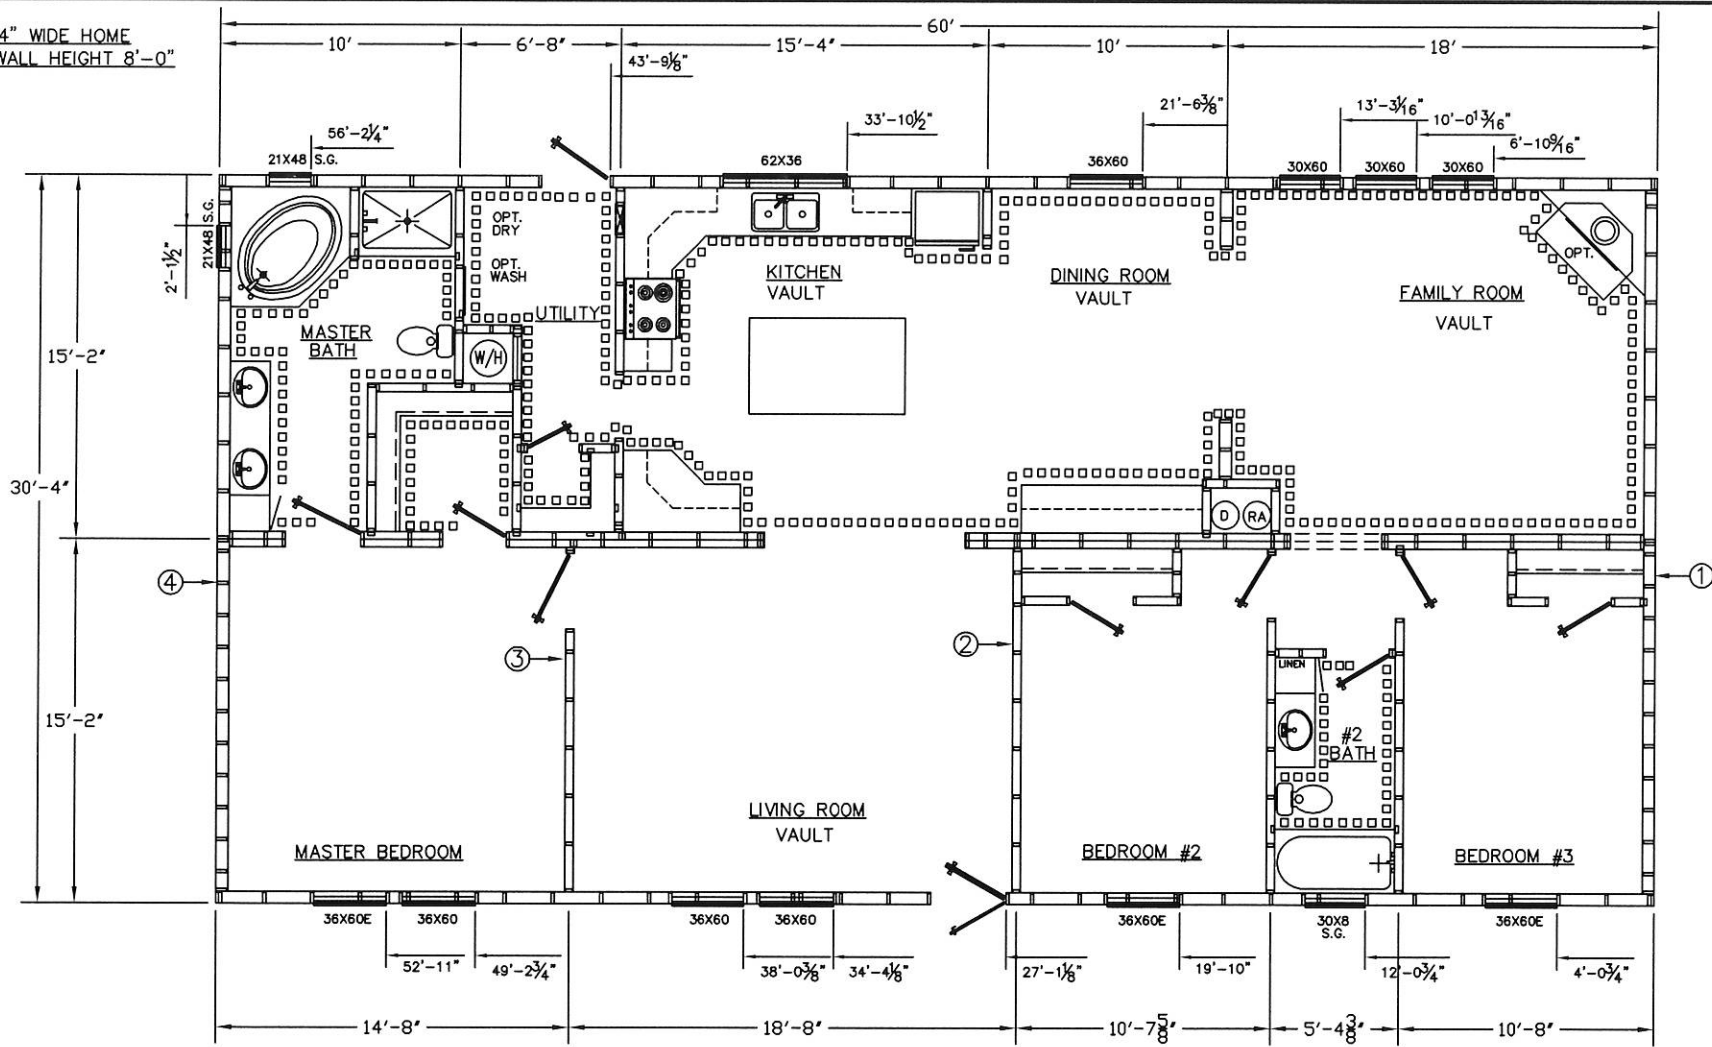 4" WIDE HOME
WALL HEIGHT 8'-0"
60'
10'
6'-8"
15'-4"
10'
18'
43'-9⅛"
56'-2¼"
33'-10½"
21'-6⅜"
13'-3⁄16"
10'-0 13⁄16"
6'-10 9⁄16"
21X48 S.G.
62X36
36X60
30X60
30X60
30X60
21X48 S.G.
2'-1½"
OPT.
DRY
OPT.
WASH
UTILITY
KITCHEN
VAULT
DINING ROOM
VAULT
FAMILY ROOM
VAULT
OPT.
MASTER
BATH
W/H
15'-2"
30'-4"
15'-2"
D
RA
4
3
2
1
LINEN
#2
BATH
LIVING ROOM
VAULT
MASTER BEDROOM
BEDROOM #2
BEDROOM #3
36X60E
36X60
36X60
36X60
36X60E
30X8
S.G.
36X60E
52'-11"
49'-2¾"
38'-0⅜"
34'-4⅛"
27'-1⅛"
19'-10"
12'-0¾"
4'-0¾"
14'-8"
18'-8"
10'-7⅝"
5'-4⅜"
10'-8"